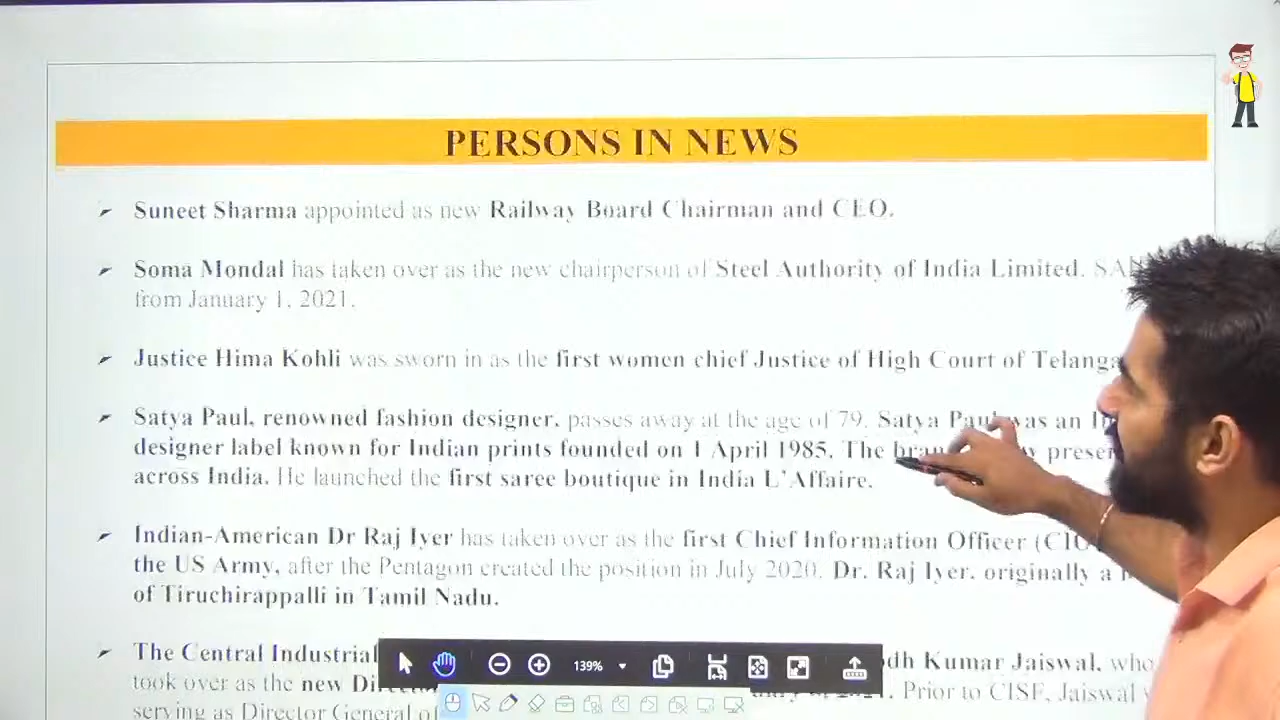 PERSONS IN NEWS
Suneet Sharma appointed as new Railway Board Chairman and CEO.
Soma Mondal has taken over as the new chairperson of Steel Authority of India Limited,
from January 1, 2021.
Justice Hima Kohli was sworn in as the first women chief Justice of High Court of
Satya Paul, renowned fashion designer, passes away at the age of 79. Satya Paul was an
designer label known for Indian prints founded on 1 April 1985. The
across India. He launched the first saree boutique in India L'Affaire.
Indian-American Dr Raj Iyer has taken over as the first Chief Information Officer
the US Army, after the Pentagon created the position in July 2020. Dr. Raj Iyer, originally a
of Tiruchirappalli in Tamil Nadu.
The Central Industrial Kumar Jaiswal, who
took over as the new Prior to CISF, Jaiswal
serving as Director General of
139%